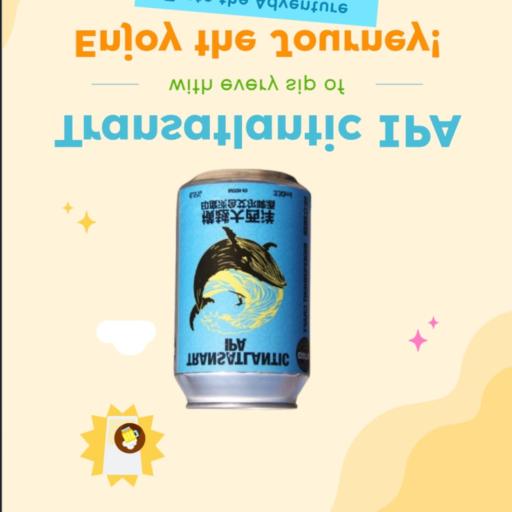 TRANSATLANTIC
IPA
Transatlantic IPA
with every sip of
Enjoy the Journey!
the Adventure